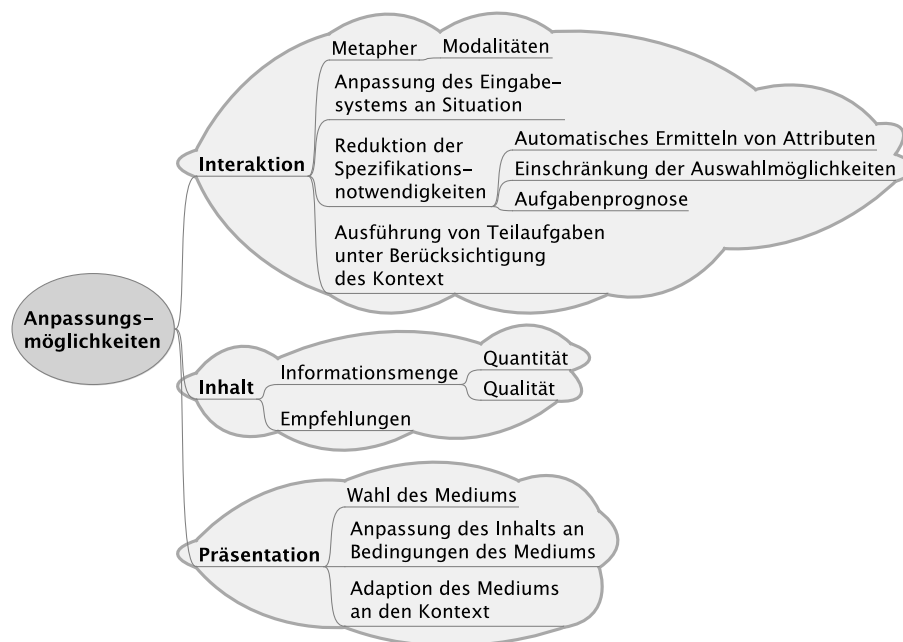 Metapher
Modalitäten
Anpassung des Eingabe-
systems an Situation
Interaktion
Reduktion der
Spezifikations-
notwendigkeiten
Automatisches Ermitteln von Attributen
Einschränkung der Auswahlmöglichkeiten
Aufgabenprognose
Ausführung von Teilaufgaben
unter Berücksichtigung
des Kontext
Anpassungs-
möglichkeiten
Inhalt
Informationsmenge
Quantität
Qualität
Empfehlungen
Präsentation
Wahl des Mediums
Anpassung des Inhalts an
Bedingungen des Mediums
Adaption des Mediums
an den Kontext